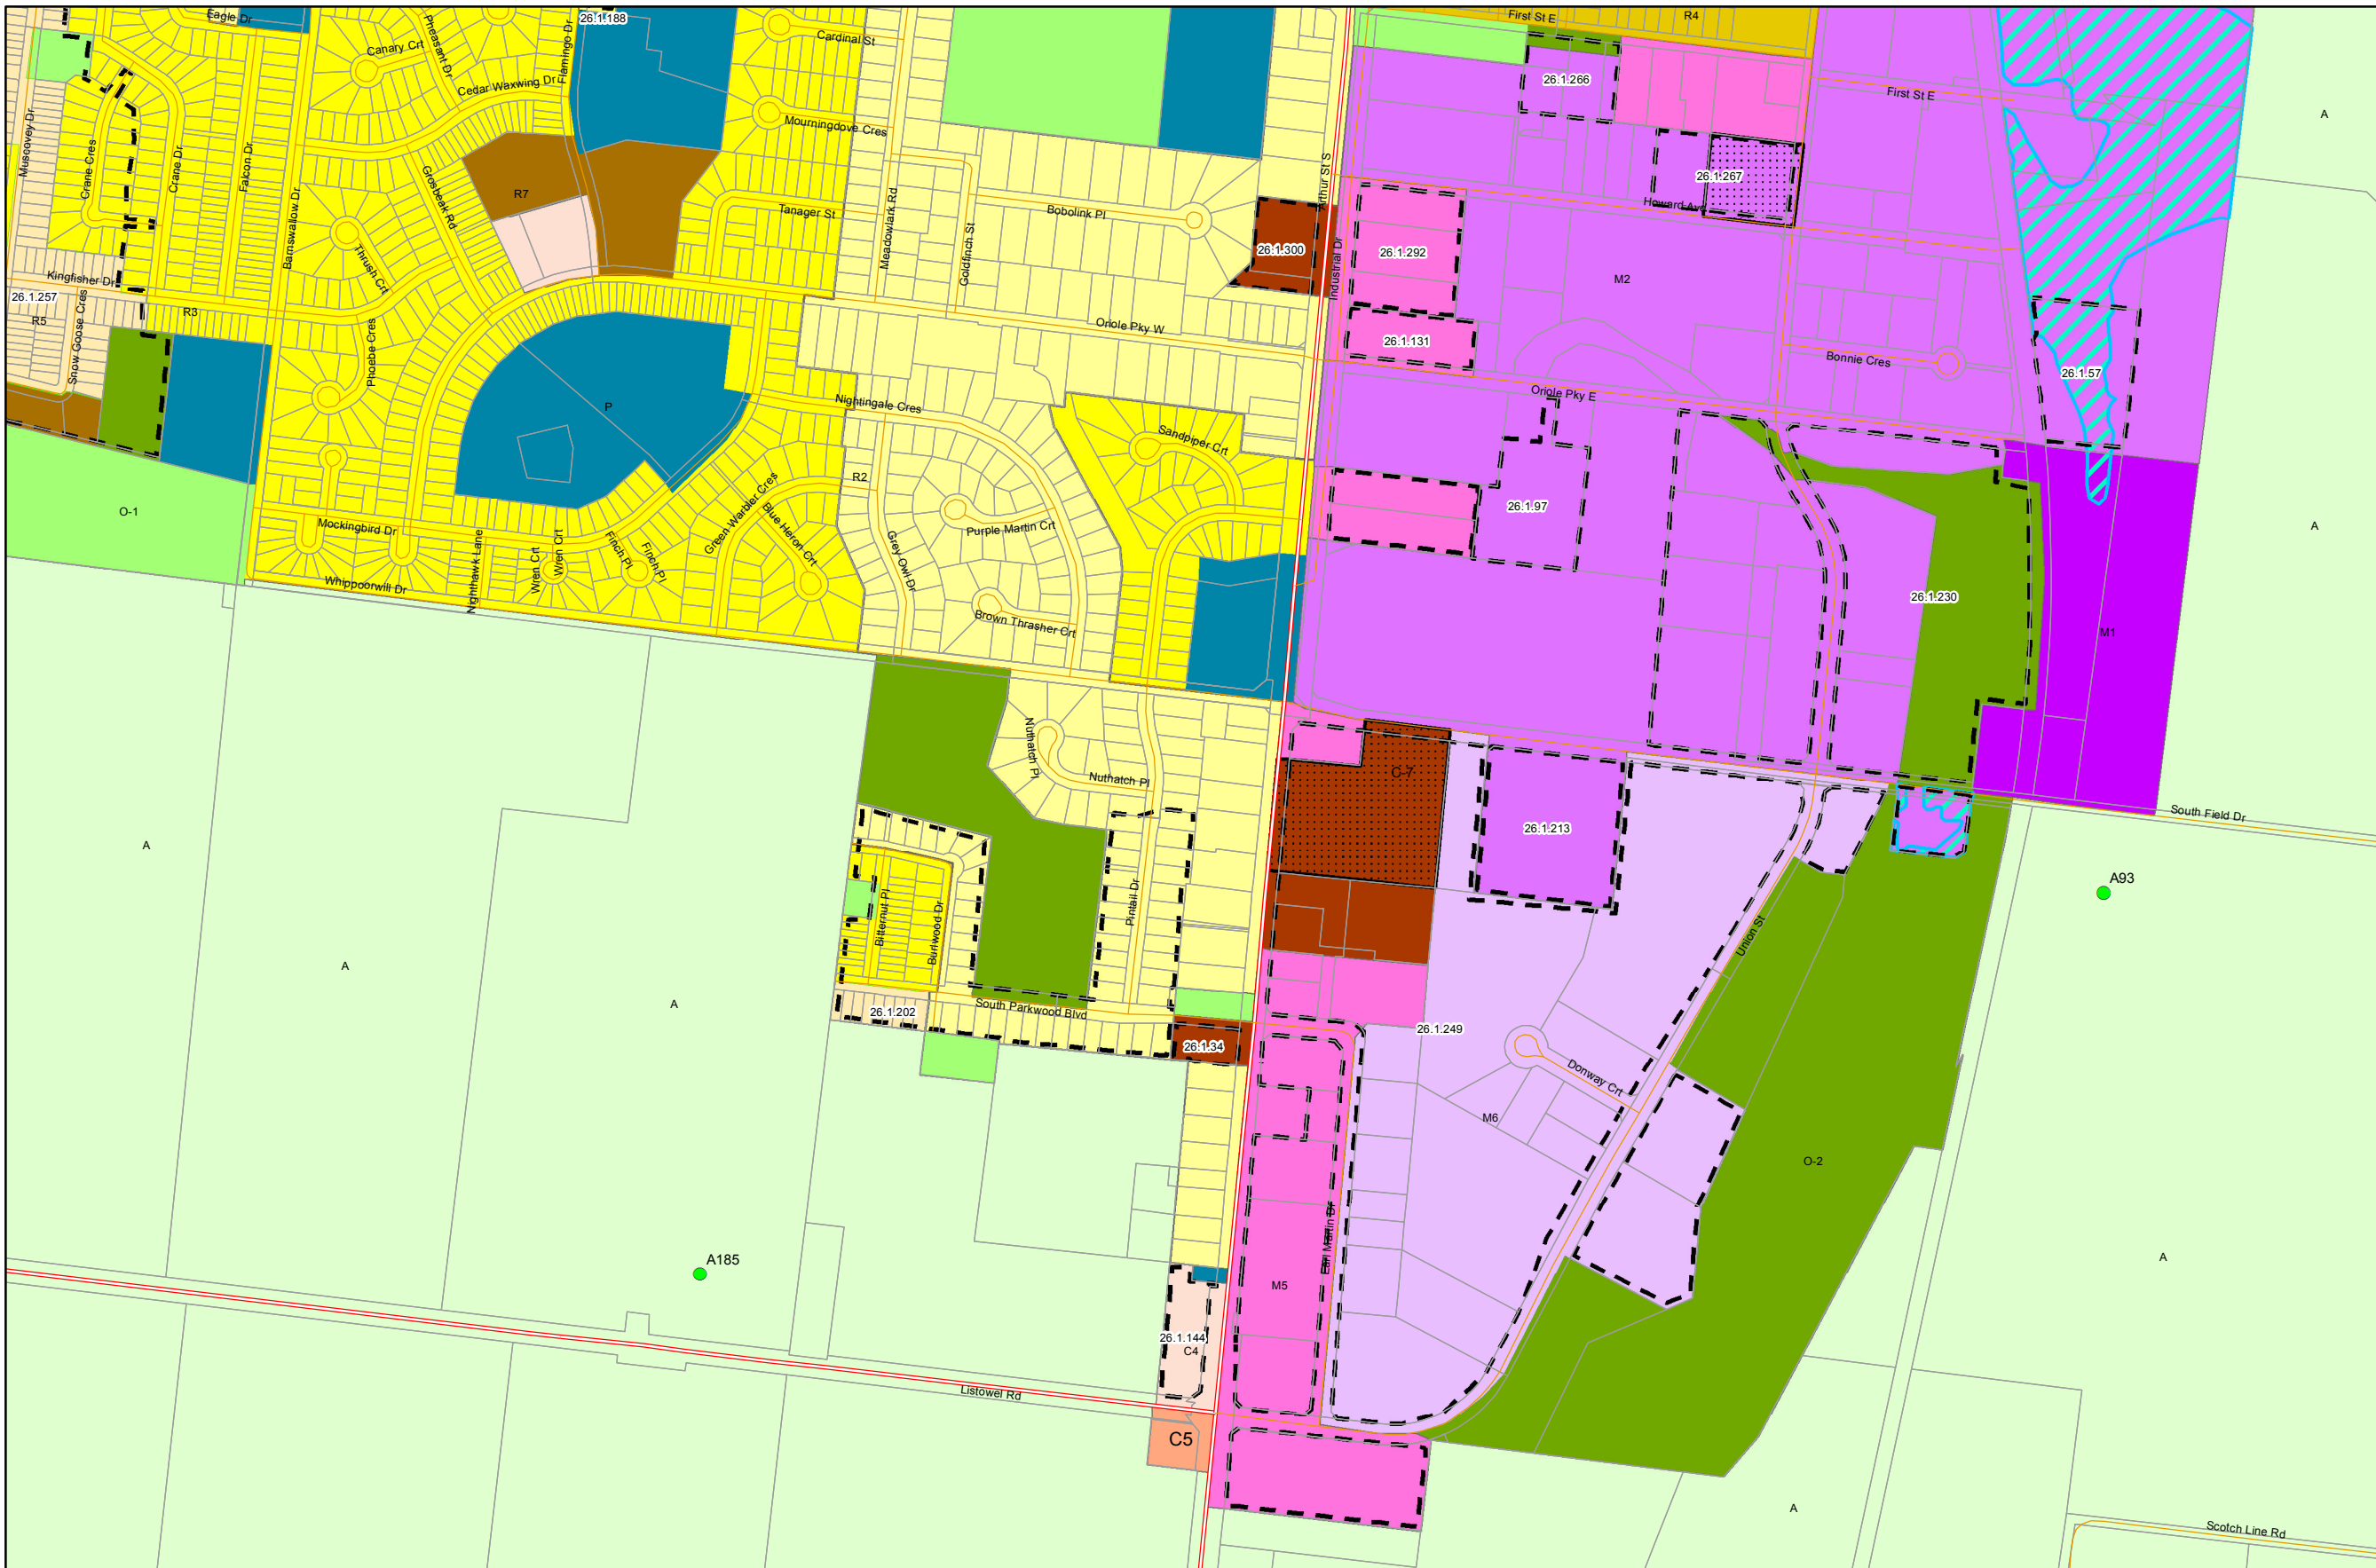 Eagle Dr
26.1.188
First St E
R4
Canary Crt
Pheasant Dr
Flamingo Dr
Cardinal St
Cedar Waxwing Dr
26.1.266
First St E
A
Mourningdove Cres
Muscovey Dr
Crane Cres
Crane Dr
Falcon Dr
Barnswallow Dr
Grosbeak Rd
R7
Arthur St S
26.1.267
Howard Ave
Tanager St
Meadowlark Rd
Bobolink Pl
Goldfinch St
26.1.300
26.1.292
Industrial Dr
M2
Thrush Crt
Kingfisher Dr
26.1.257
R5
Snow Goose Cres
R3
Phoebe Cres
Oriole Pky W
26.1.131
Bonnie Cres
26.1.57
Oriole Pky E
P
Nightingale Cres
Sandpiper Crt
R2
26.1.97
O-1
Mockingbird Dr
Nighthawk Lane
Wren Crt
Wren Crt
Finch Pl
Finch Pl
Green Warbler Cres
Blue Heron Crt
Grey Owl Dr
Purple Martin Crt
A
Whippoorwill Dr
Brown Thrasher Crt
26.1.230
M1
Nuthatch Pl
Nuthatch Pl
C-7
26.1.213
South Field Dr
A
A93
Bitternut Pl
Burlwood Dr
Pintail Dr
Union St
A
A
26.1.202
South Parkwood Blvd
26.1.34
26.1.249
Donway Crt
M6
O-2
A185
Earl Martin Dr
M5
A
26.1.144
C4
Listowel Rd
C5
A
Scotch Line Rd